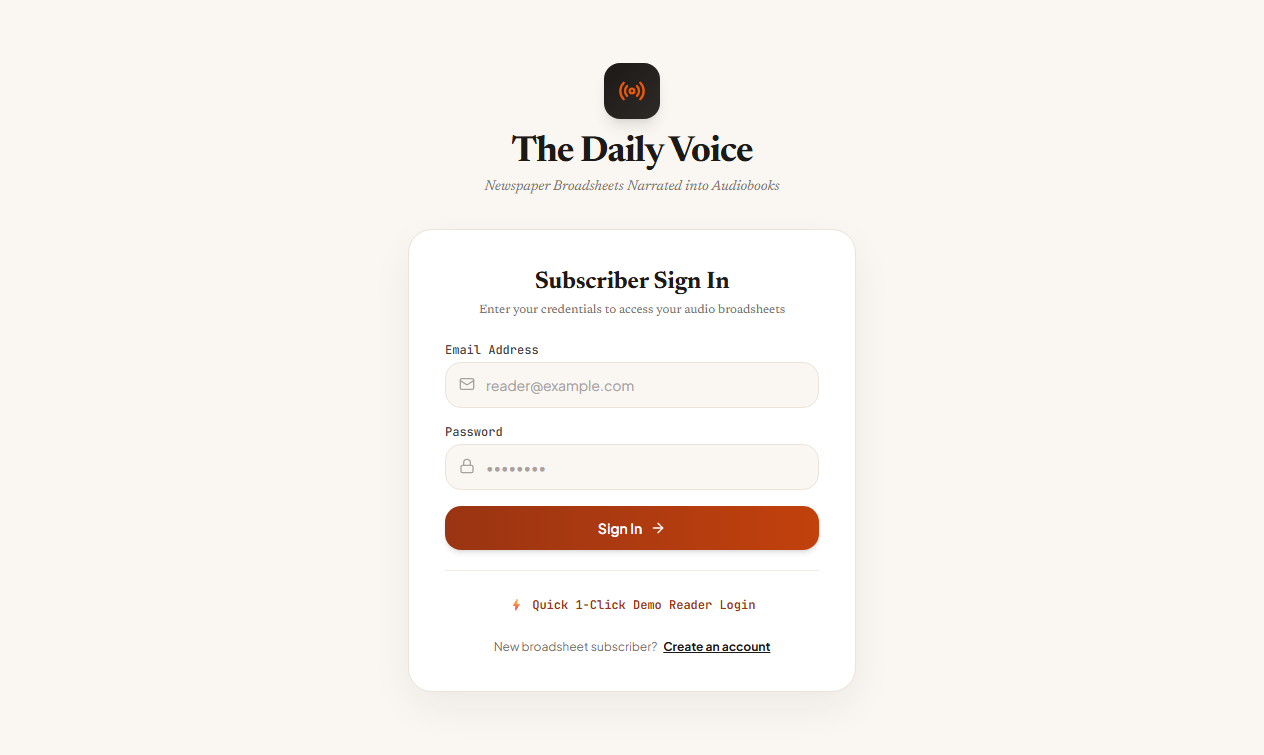 The Daily Voice
Newspaper Broadsheets Narrated into Audiobooks
Subscriber Sign In
Enter your credentials to access your audio broadsheets
Email Address
reader@example.com
Password
••••••••
Sign In →
Quick 1-Click Demo Reader Login
New broadsheet subscriber? Create an account